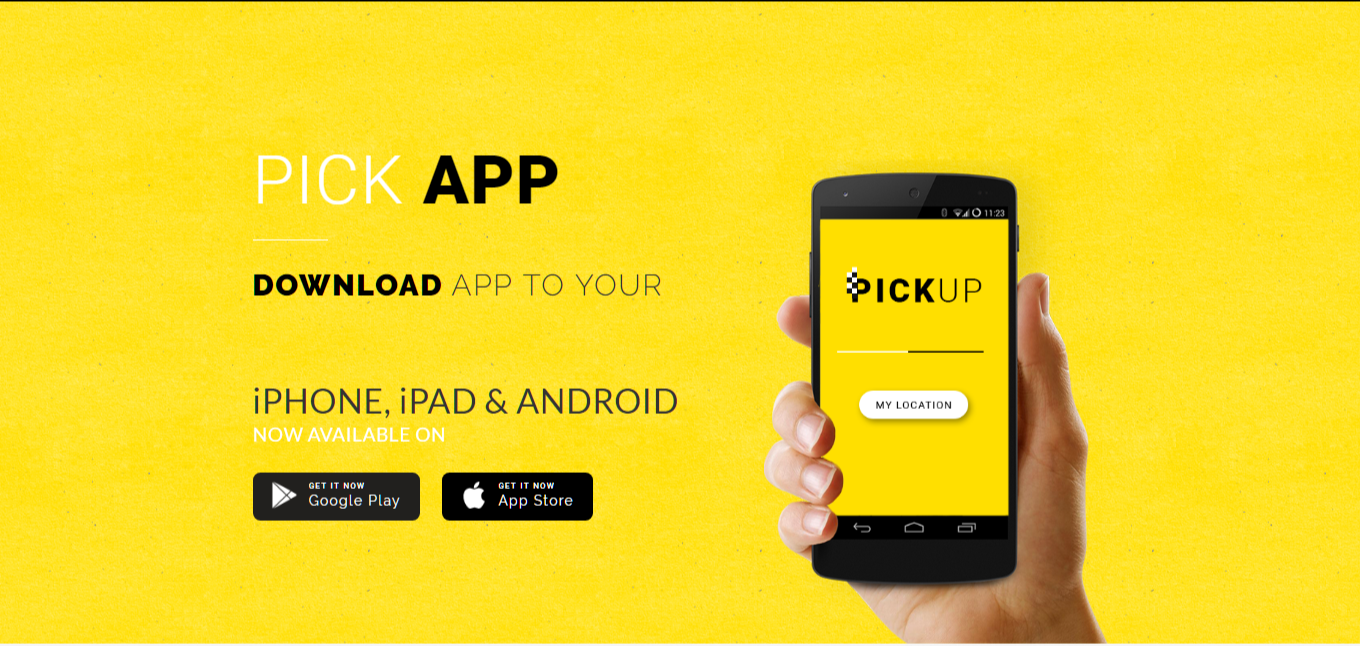 PICK APP
DOWNLOAD APP TO YOUR
iPHONE, iPAD & ANDROID
NOW AVAILABLE ON
GET IT NOW
Google Play
GET IT NOW
App Store
11:23
PICKUP
MY LOCATION